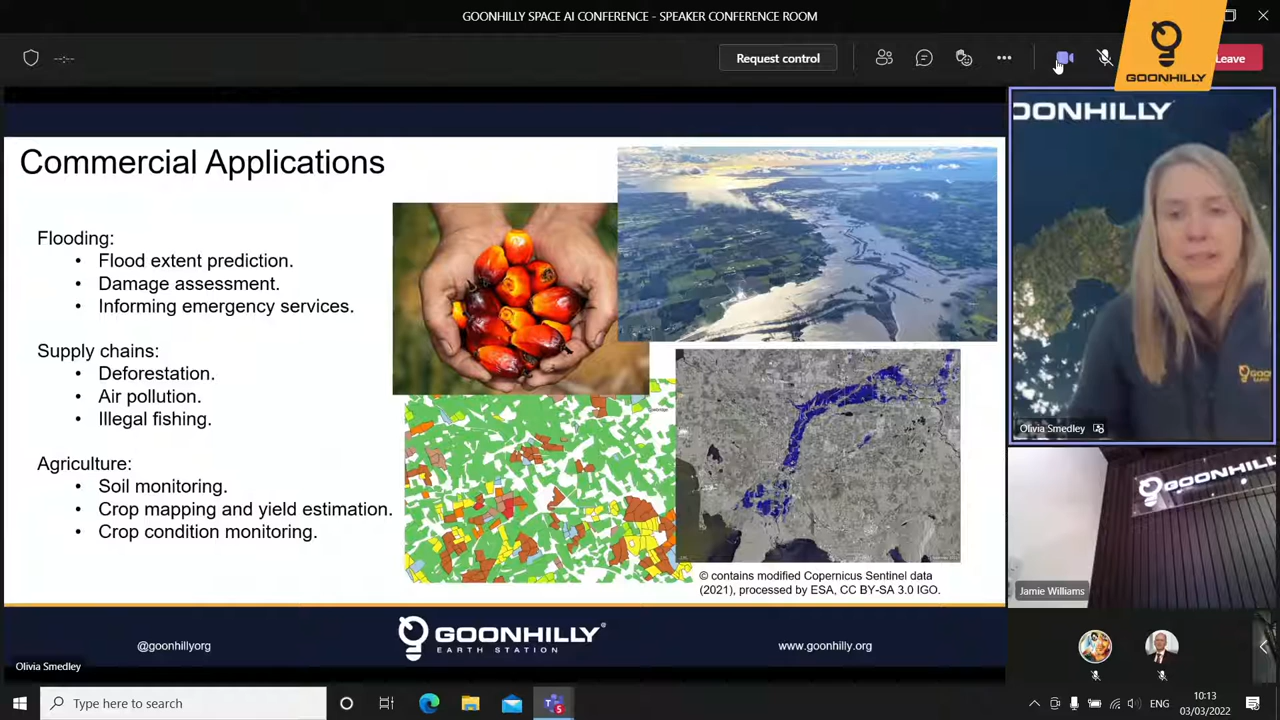 GOONHILLY SPACE AI CONFERENCE - SPEAKER CONFERENCE ROOM
--:--
Request control
Leave
GOONHILLY
OONHILLY
Commercial Applications
Flooding:
• Flood extent prediction.
• Damage assessment.
• Informing emergency services.
Supply chains:
• Deforestation.
• Air pollution.
• Illegal fishing.
Agriculture:
• Soil monitoring.
• Crop mapping and yield estimation.
• Crop condition monitoring.
© contains modified Copernicus Sentinel data
(2021), processed by ESA, CC BY-SA 3.0 IGO.
GOO
Olivia Smedley
GOONHILLY
Jamie Williams
@goonhillyorg
GOONHILLY
EARTH STATION
www.goonhilly.org
Olivia Smedley
Type here to search
ENG
10:13
03/03/2022